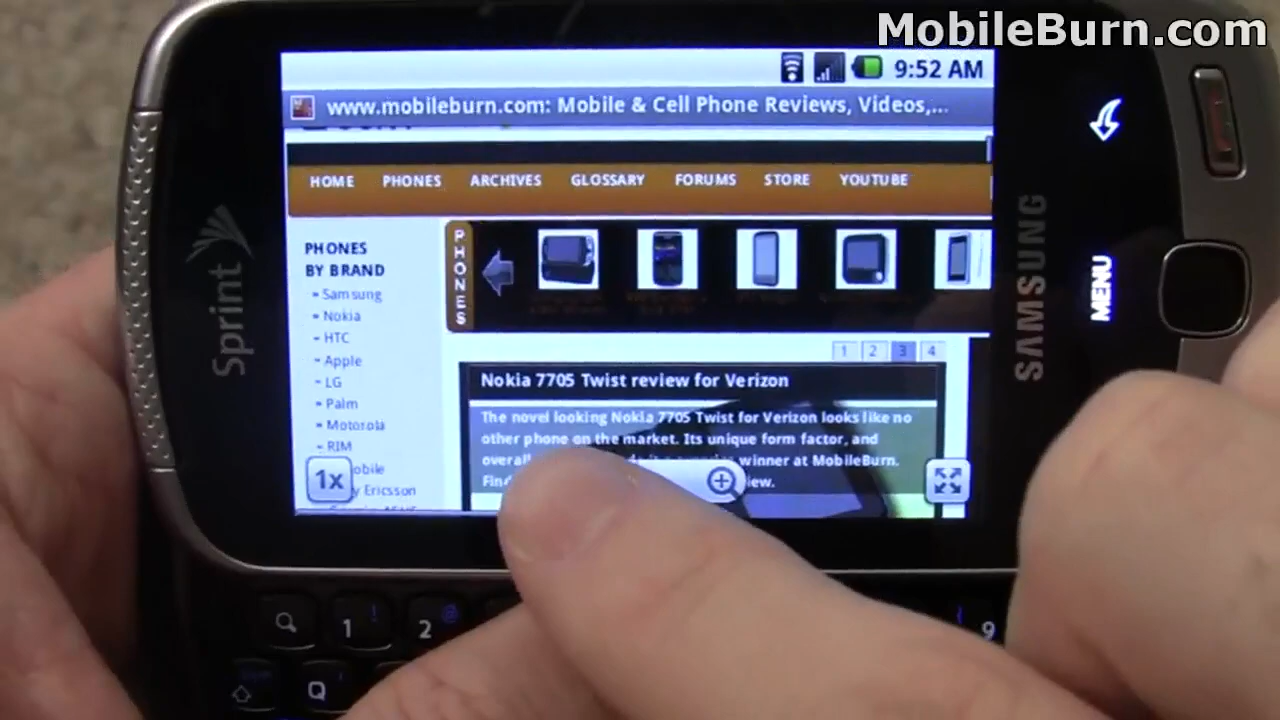 MobileBurn.com
9:52 AM
www.mobileburn.com: Mobile & Cell Phone Reviews, Videos,...
HOME PHONES ARCHIVES GLOSSARY FORUMS STORE YOUTUBE
PHONES
BY BRAND
Samsung
Nokia
HTC
Apple
LG
Palm
Motorola
RIM
Ericsson
PHONES
1 2 3 4
Nokia 7705 Twist review for Verizon
The novel looking Nokia 7705 Twist for Verizon looks like no
other phone on the market. Its unique form factor, and
overall winner at MobileBurn.
1x
Sprint
SAMSUNG
MENU
1 !
2 @
9
Q